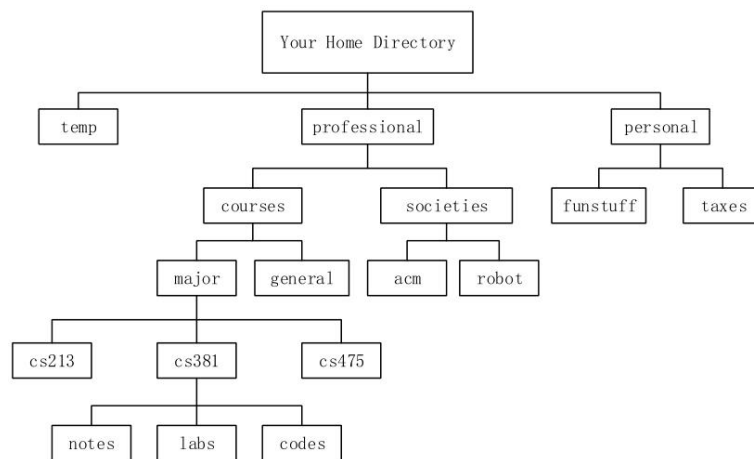 Your Home Directory
temp
professional
personal
courses
societies
funstuff
taxes
major
general
acm
robot
cs213
cs381
cs475
notes
labs
codes